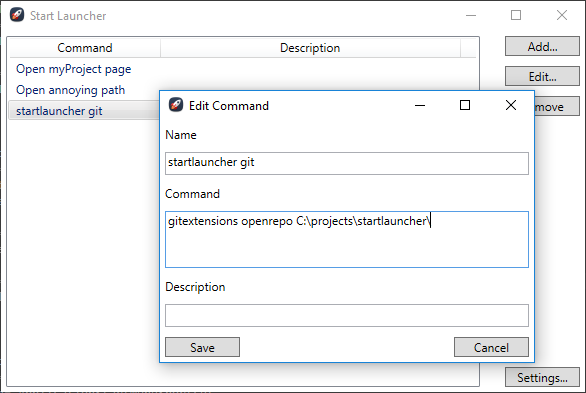 Start Launcher
Command Description
Add...
Open myProject page
Edit...
Open annoying path
startlauncher git
Edit Command
Name
startlauncher git
Command
gitextensions openrepo C:\projects\startlauncher\
Description
Save Cancel
Settings...